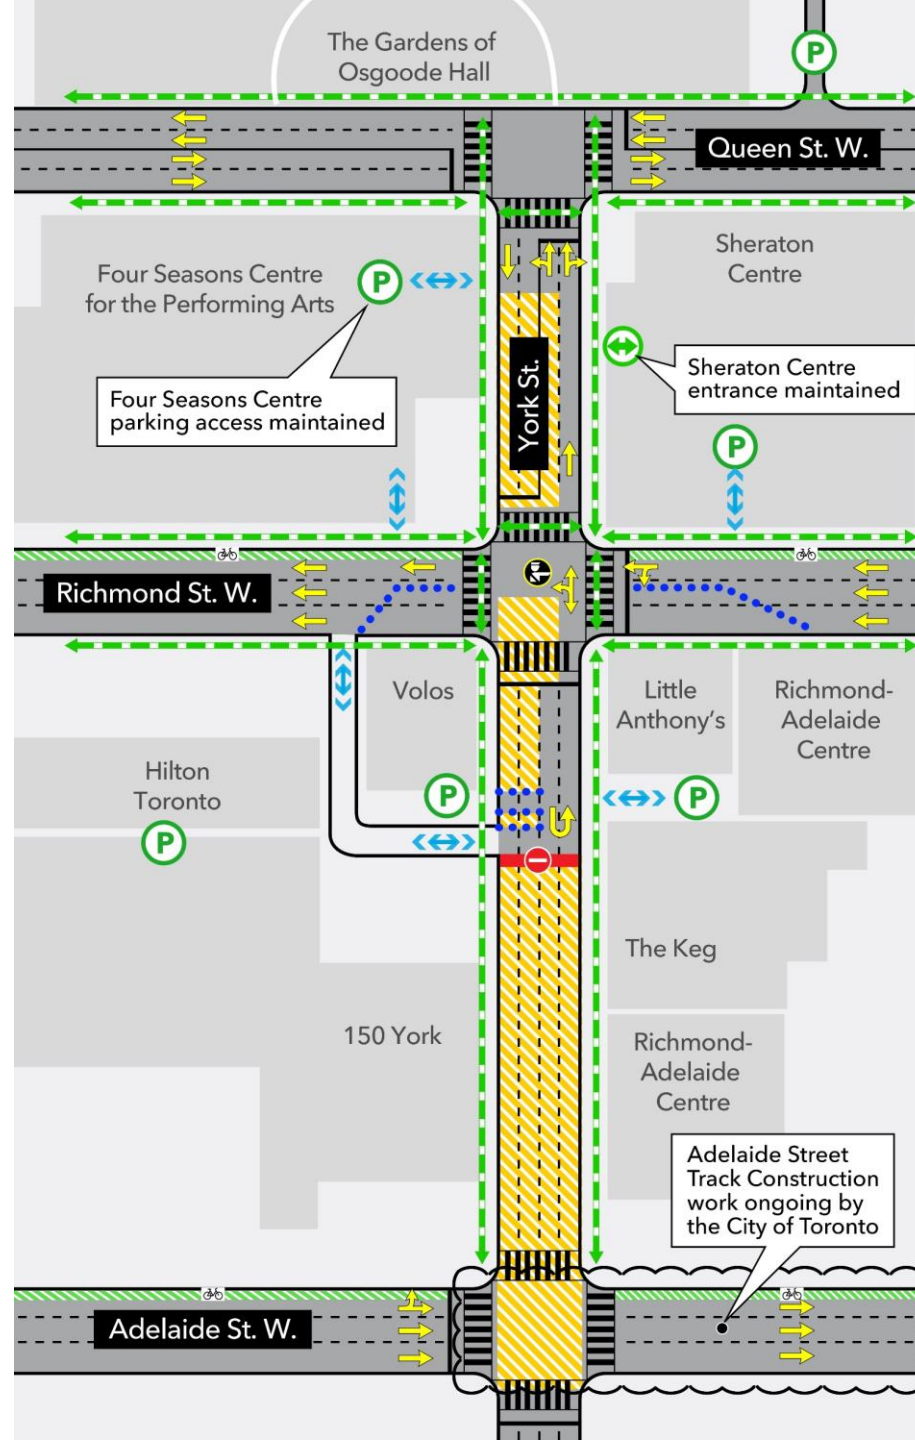 The Gardens of
Osgoode Hall
P
Queen St. W.
Four Seasons Centre
for the Performing Arts
P
Sheraton
Centre
Four Seasons Centre
parking access maintained
York St.
Sheraton Centre
entrance maintained
P
Richmond St. W.
Volos
Little
Anthony's
Richmond-
Adelaide
Centre
Hilton
Toronto
P
P
P
The Keg
150 York
Richmond-
Adelaide
Centre
Adelaide Street
Track Construction
work ongoing by
the City of Toronto
Adelaide St. W.